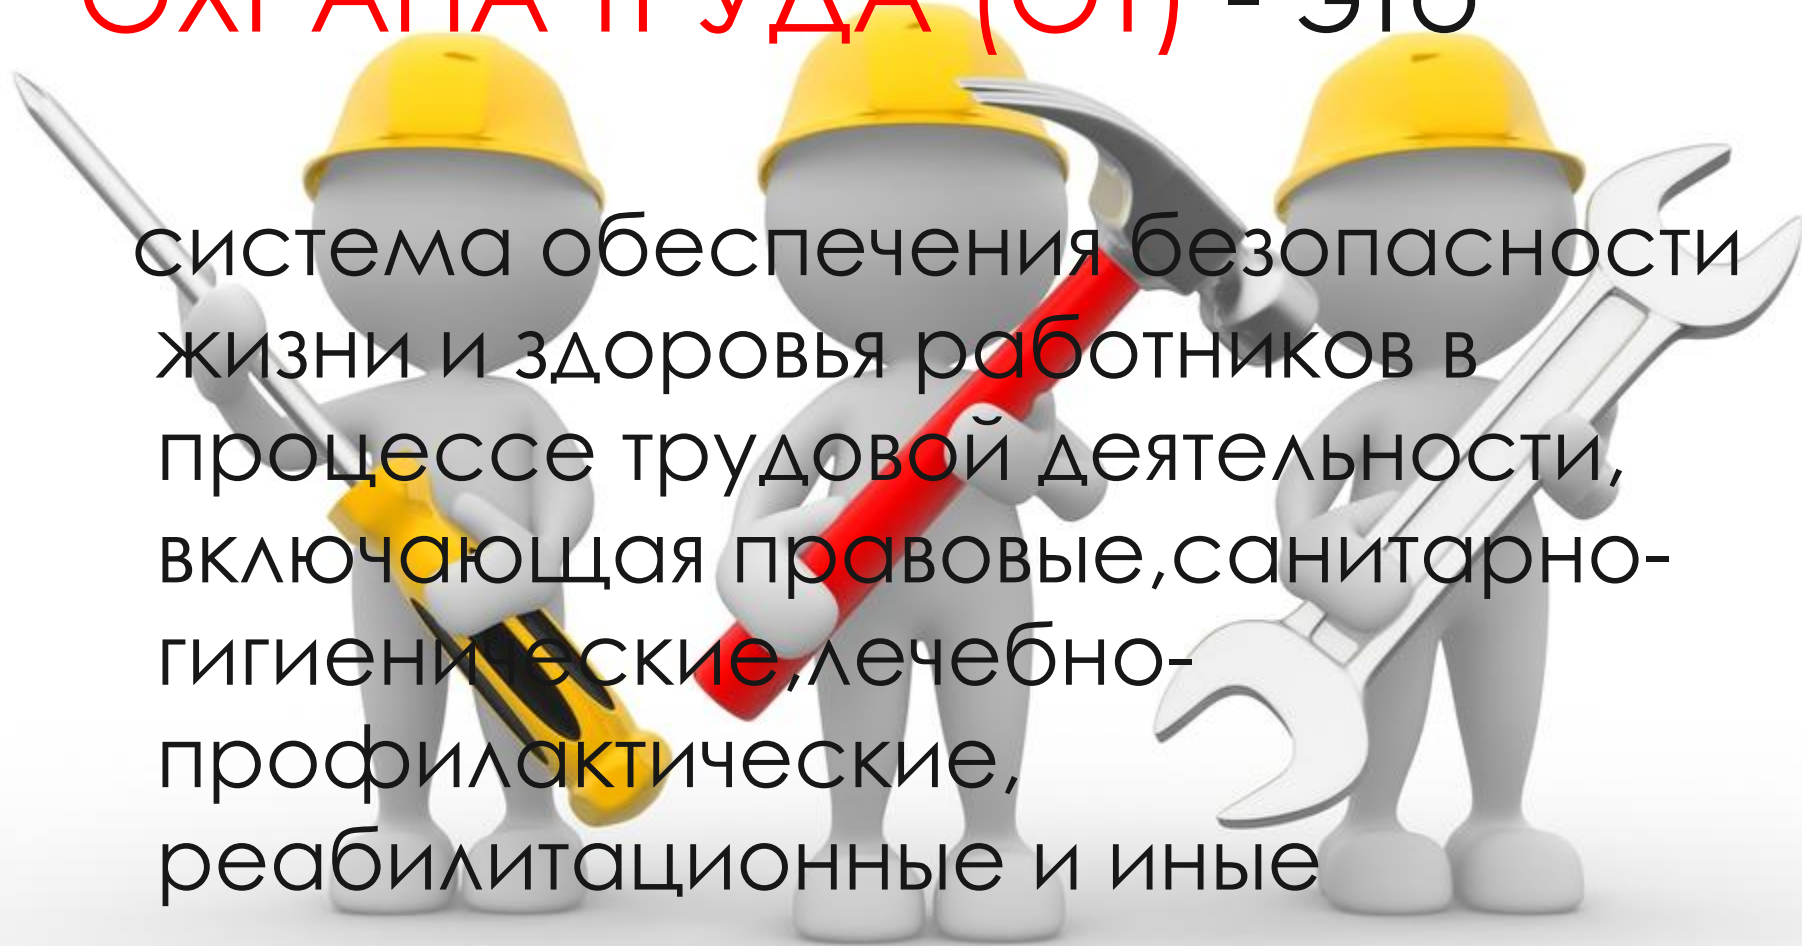 ОХРАНА ТРУДА (ОТ) - это
система обеспечения безопасности
жизни и здоровья работников в
процессе трудовой деятельности,
включающая правовые,санитарно-
гигиенические,лечебно-
профилактические,
реабилитационные и иные